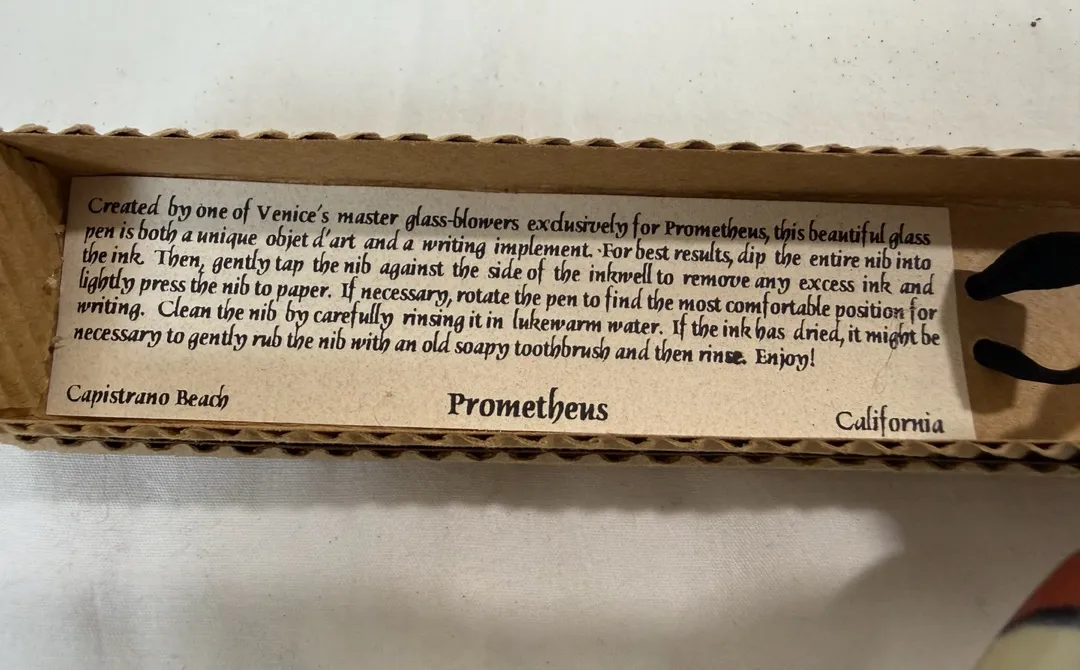 Created by one of Venice's master glass-blowers exclusively for Prometheus, this beautiful glass
pen is both a unique objet d'art and a writing implement. For best results, dip the entire nib into
the ink. Then, gently tap the nib against the side of the inkwell to remove any excess ink and
lightly press the nib to paper. If necessary, rotate the pen to find the most comfortable position for
writing. Clean the nib by carefully rinsing it in lukewarm water. If the ink has dried, it might be
necessary to gently rub the nib with an old soapy toothbrush and then rinse. Enjoy!
Capistrano Beach Prometheus California